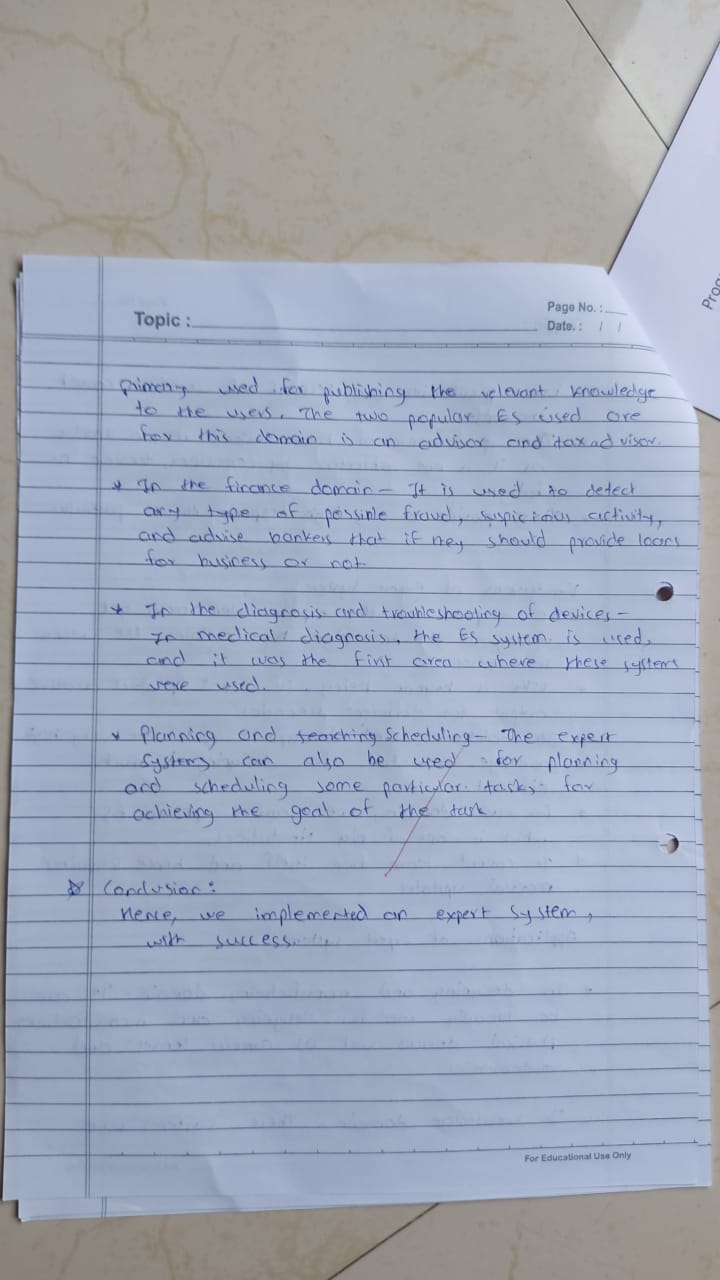 Proc
Page No. :
Topic :
Date. : / /
primary used for publishing the relevant knowledge
to the users. The two popular ES used are
for this domain is an advisor and tax advisor.
* In the finance domain - It is used to detect
any type of possible fraud, suspicious activity,
and advise bankers that if they should provide loans
for business or not
* In the diagnosis and troubleshooting of devices -
In medical diagnosis, the ES system is used,
and it was the first area where these systems
were used.
* Planning and Scheduling - The expert
systems can also be used for planning
and scheduling some particular tasks for
achieving the goal of the task
Conclusion :
Hence, we implemented an expert system,
with success.
For Educational Use Only